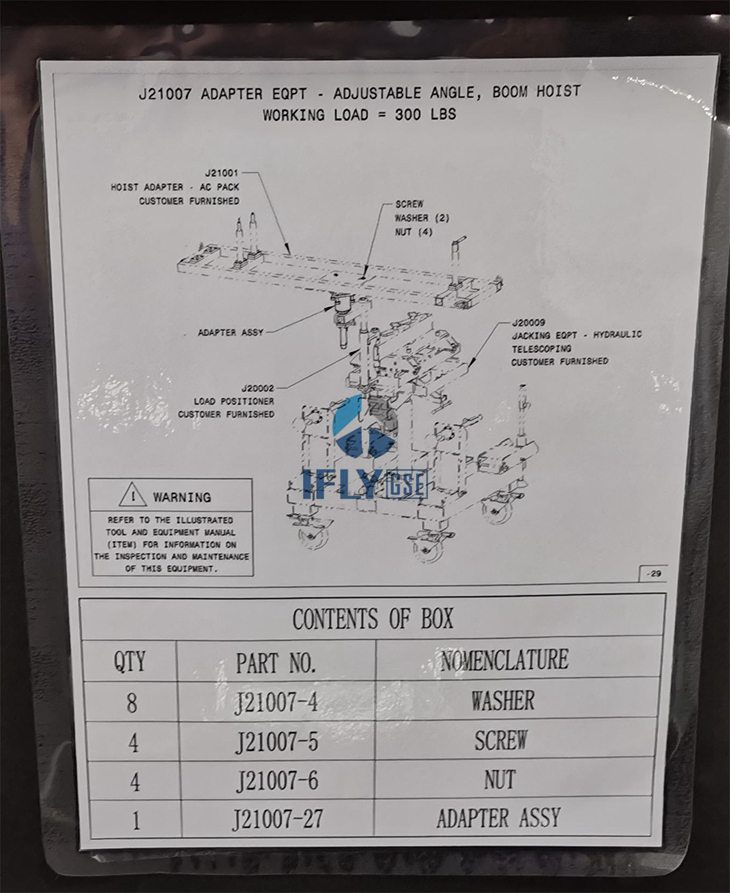 J21007 ADAPTER EQPT - ADJUSTABLE ANGLE, BOOM HOIST
WORKING LOAD = 300 LBS
J21001
HOIST ADAPTER - AC PACK
CUSTOMER FURNISHED
SCREW
WASHER (2)
NUT (4)
ADAPTER ASSY
J20009
JACKING EQPT - HYDRAULIC
TELESCOPING
CUSTOMER FURNISHED
J20002
LOAD POSITIONER
CUSTOMER FURNISHED
IFLY GSE
WARNING
REFER TO THE ILLUSTRATED
TOOL AND EQUIPMENT MANUAL
(ITEM) FOR INFORMATION ON
THE INSPECTION AND MAINTENANCE
OF THIS EQUIPMENT.
-29
CONTENTS OF BOX
QTY PART NO. NOMENCLATURE
8 J21007-4 WASHER
4 J21007-5 SCREW
4 J21007-6 NUT
1 J21007-27 ADAPTER ASSY